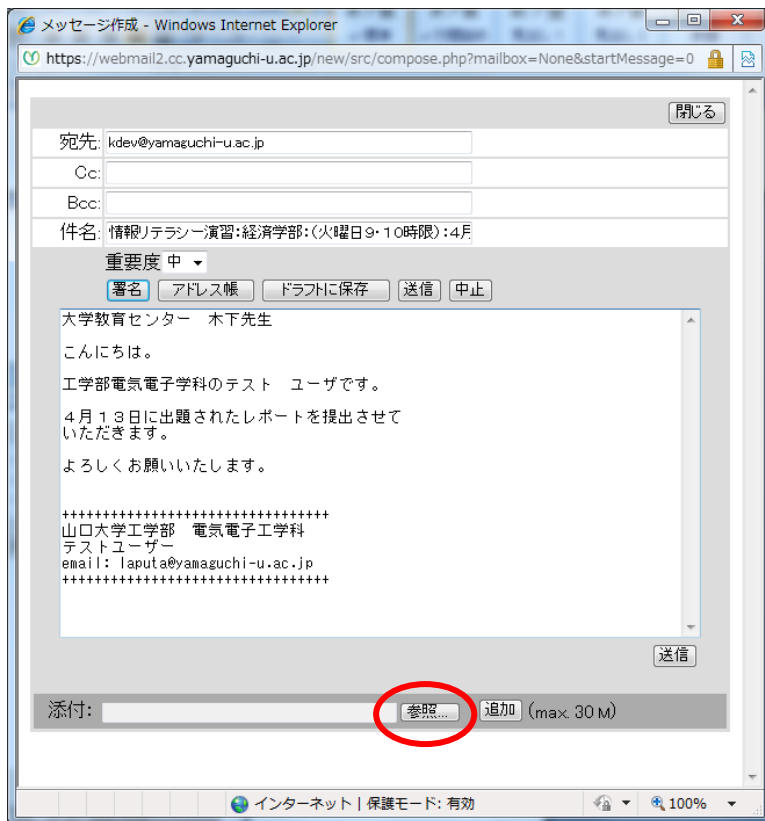 メッセージ作成 - Windows Internet Explorer
https://webmail2.cc.yamaguchi-u.ac.jp/new/src/compose.php?mailbox=None&startMessage=0
閉じる
宛先: kdev@yamaguchi-u.ac.jp
Cc:
Bcc:
件名: 情報リテラシー演習:経済学部:(火曜日9・10時限):4月
重要度 中
署名 アドレス帳 ドラフトに保存 送信 中止
大学教育センター 木下先生
こんにちは。
工学部電気電子学科のテスト ユーザです。
4月13日に出題されたレポートを提出させて
いただきます。
よろしくお願いいたします。
+++++++++++++++++++++++++++++++++
山口大学工学部 電気電子工学科
テストユーザー
email: laputa@yamaguchi-u.ac.jp
+++++++++++++++++++++++++++++++++
送信
添付: 参照... 追加 (max. 30 M)
インターネット | 保護モード: 有効 100%